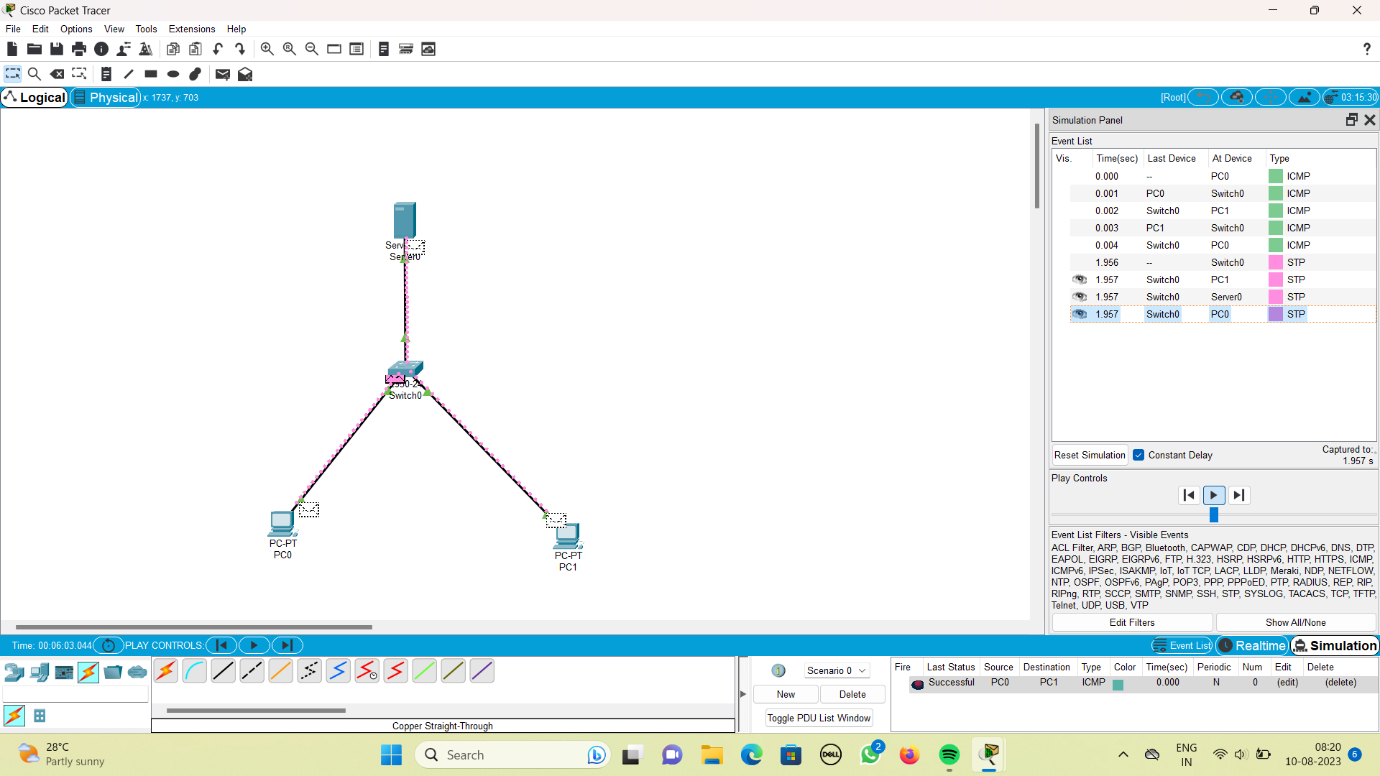 Cisco Packet Tracer
File Edit Options View Tools Extensions Help
?
Logical Physical x: 1737, y: 703 [Root] 03:15:30
Simulation Panel
Event List
Vis. Time(sec) Last Device At Device Type
0.000 -- PC0 ICMP
0.001 PC0 Switch0 ICMP
0.002 Switch0 PC1 ICMP
0.003 PC1 Switch0 ICMP
0.004 Switch0 PC0 ICMP
1.956 -- Switch0 STP
1.957 Switch0 PC1 STP
1.957 Switch0 Server0 STP
1.957 Switch0 PC0 STP
Server0
Switch0
PC-PT
PC0
PC-PT
PC1
Reset Simulation Constant Delay Captured to:
1.957 s
Play Controls
Event List Filters - Visible Events
ACL Filter, ARP, BGP, Bluetooth, CAPWAP, CDP, DHCP, DHCPv6, DNS, DTP,
EAPOL, EIGRP, EIGRPv6, FTP, H.323, HSRP, HSRPv6, HTTP, HTTPS, ICMP,
ICMPv6, IPSec, ISAKMP, IoT, IoT TCP, LACP, LLDP, Meraki, NDP, NETFLOW,
NTP, OSPF, OSPFv6, PAgP, POP3, PPP, PPPoED, PTP, RADIUS, REP, RIP,
RIPng, RTP, SCCP, SMTP, SNMP, SSH, STP, SYSLOG, TACACS, TCP, TFTP,
Telnet, UDP, USB, VTP
Edit Filters Show All/None
Time: 00:06:03.044 PLAY CONTROLS: Event List Realtime Simulation
Scenario 0
New Delete
Toggle PDU List Window
Fire Last Status Source Destination Type Color Time(sec) Periodic Num Edit Delete
Successful PC0 PC1 ICMP 0.000 N 0 (edit) (delete)
Copper Straight-Through
28°C
Partly sunny
Search
DELL
2
ENG
IN
08:20
10-08-2023
6